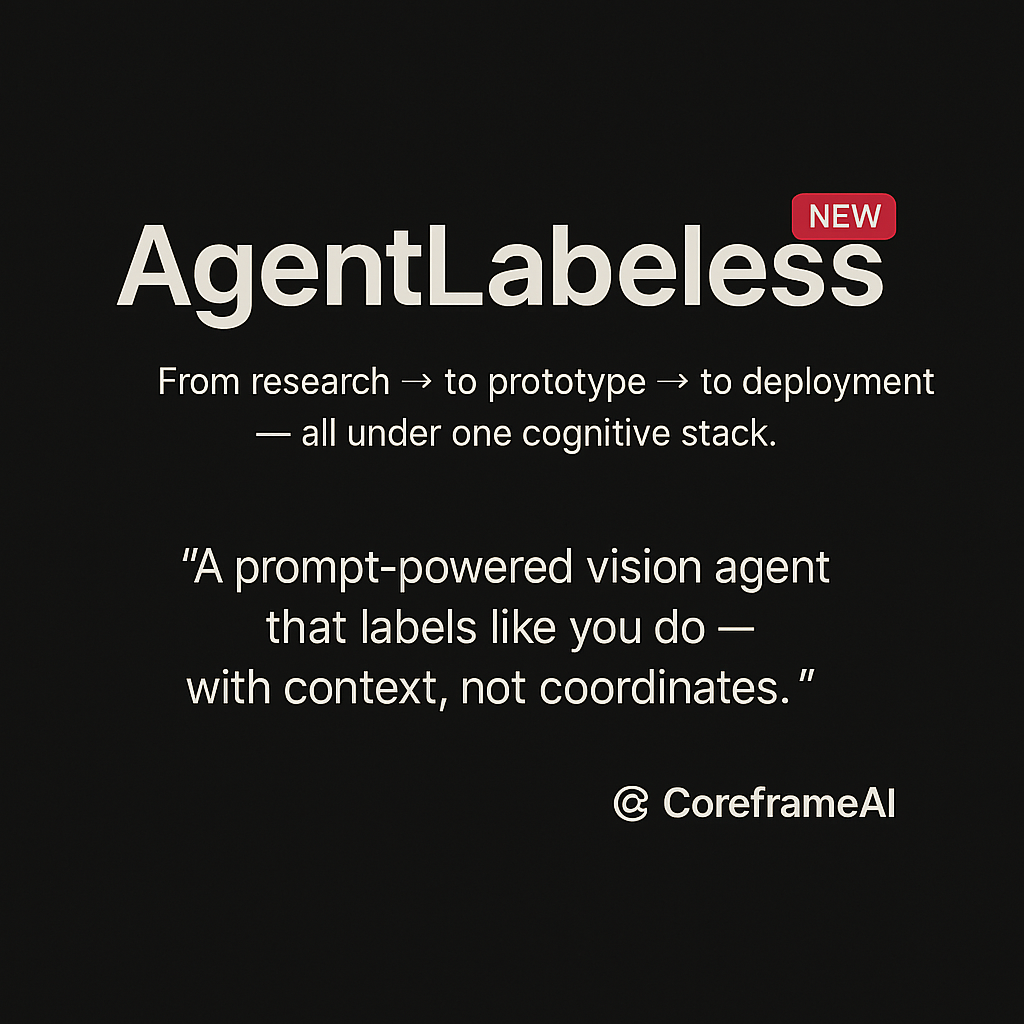 NEW
AgentLabeless
From research → to prototype → to deployment
— all under one cognitive stack.
"A prompt-powered vision agent
that labels like you do —
with context, not coordinates. "
@ CoreframeAI